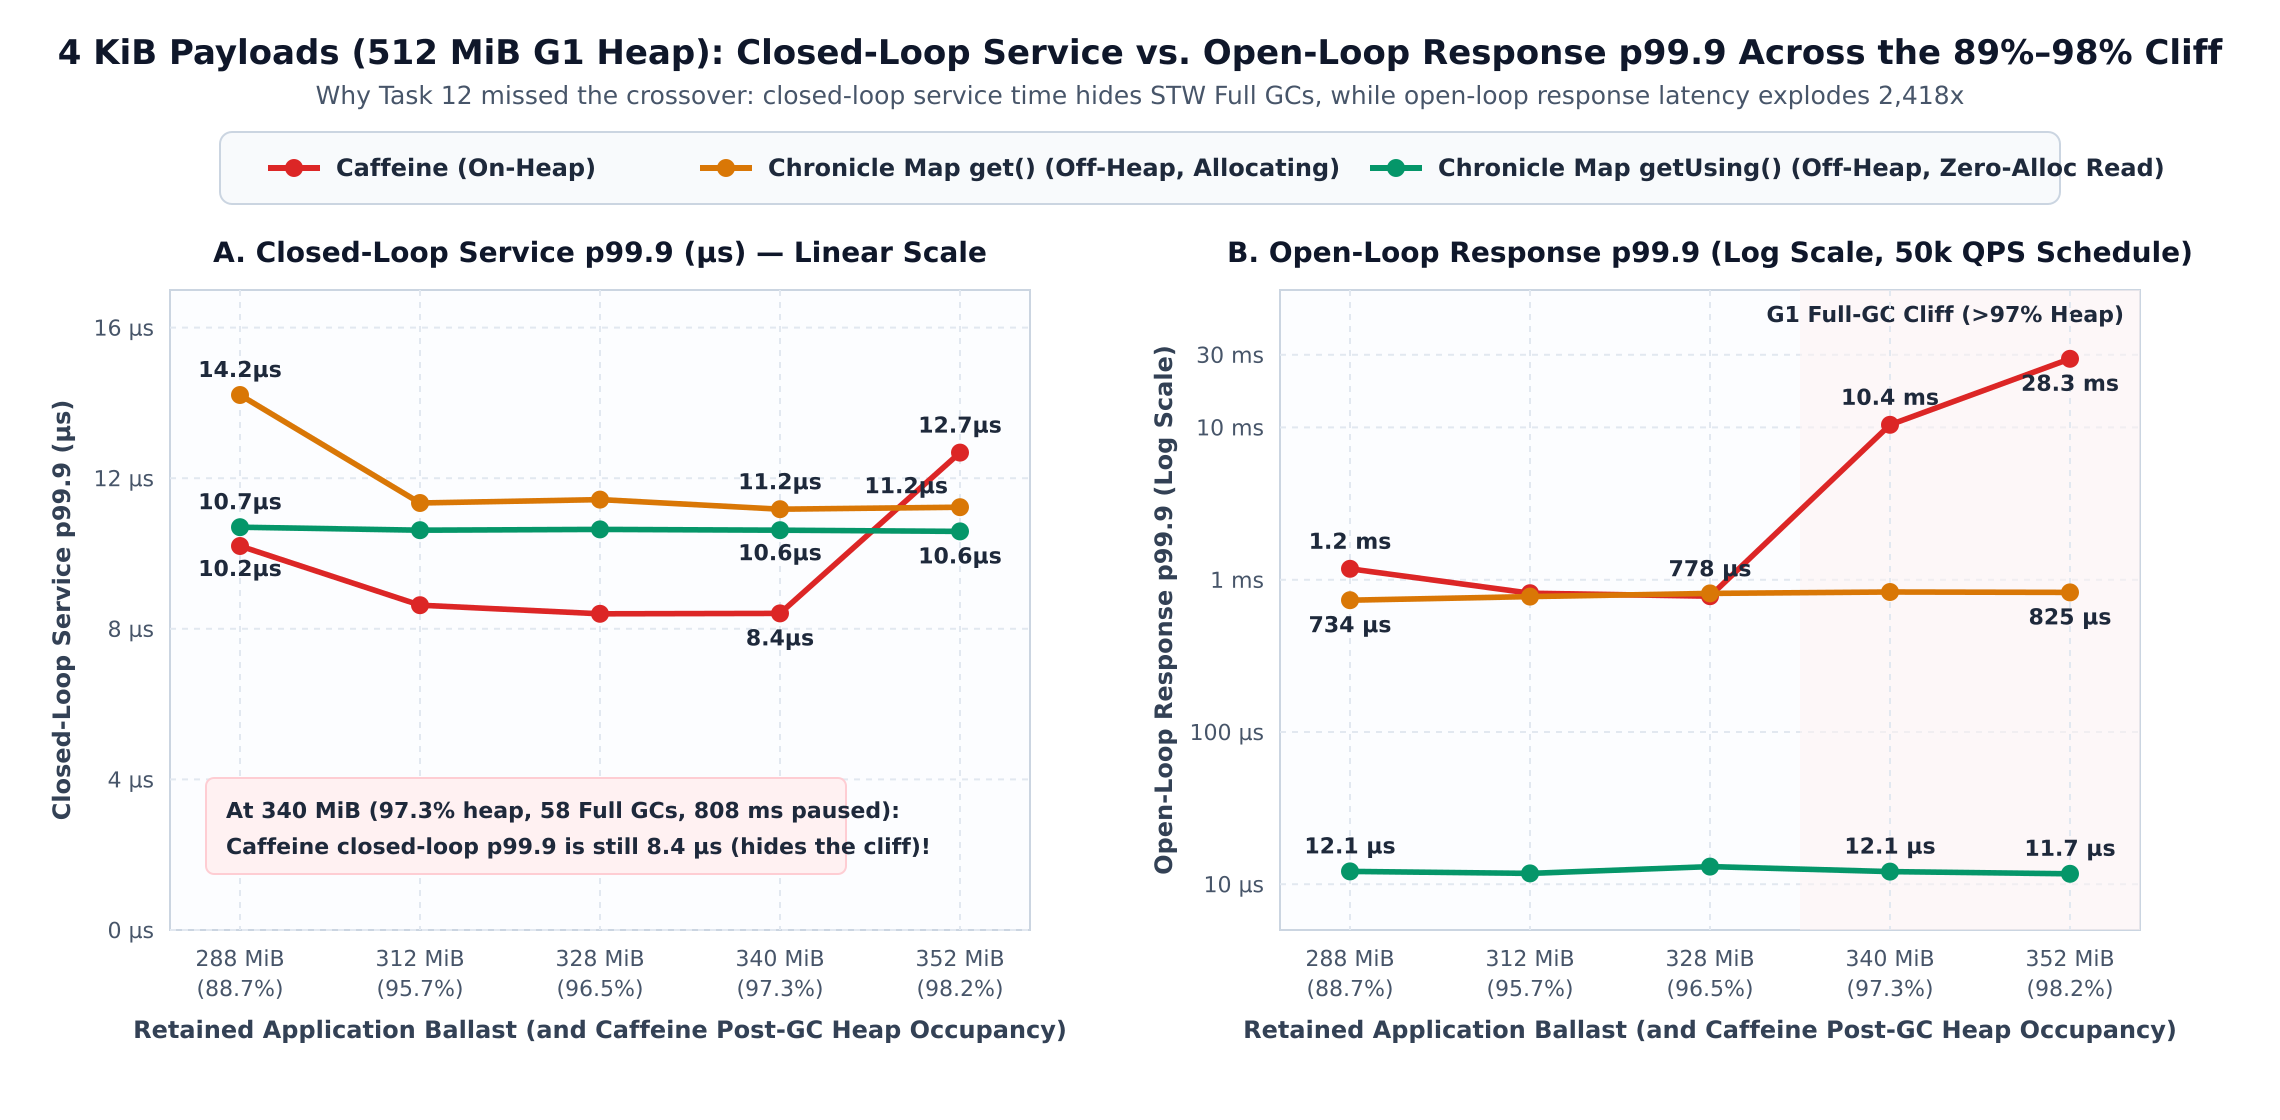 4 KiB Payloads (512 MiB G1 Heap): Closed-Loop Service vs. Open-Loop Response p99.9 Across the 89%–98% Cliff
Why Task 12 missed the crossover: closed-loop service time hides STW Full GCs, while open-loop response latency explodes 2,418x
Caffeine (On-Heap)
Chronicle Map get() (Off-Heap, Allocating)
Chronicle Map getUsing() (Off-Heap, Zero-Alloc Read)
A. Closed-Loop Service p99.9 (µs) — Linear Scale
Closed-Loop Service p99.9 (µs)
16 µs
12 µs
8 µs
4 µs
0 µs
14.2µs
10.7µs
10.2µs
11.2µs
10.6µs
8.4µs
12.7µs
11.2µs
10.6µs
At 340 MiB (97.3% heap, 58 Full GCs, 808 ms paused):
Caffeine closed-loop p99.9 is still 8.4 µs (hides the cliff)!
288 MiB
(88.7%)
312 MiB
(95.7%)
328 MiB
(96.5%)
340 MiB
(97.3%)
352 MiB
(98.2%)
Retained Application Ballast (and Caffeine Post-GC Heap Occupancy)
B. Open-Loop Response p99.9 (Log Scale, 50k QPS Schedule)
Open-Loop Response p99.9 (Log Scale)
30 ms
10 ms
1 ms
100 µs
10 µs
G1 Full-GC Cliff (>97% Heap)
1.2 ms
734 µs
12.1 µs
778 µs
10.4 ms
12.1 µs
28.3 ms
825 µs
11.7 µs
288 MiB
(88.7%)
312 MiB
(95.7%)
328 MiB
(96.5%)
340 MiB
(97.3%)
352 MiB
(98.2%)
Retained Application Ballast (and Caffeine Post-GC Heap Occupancy)